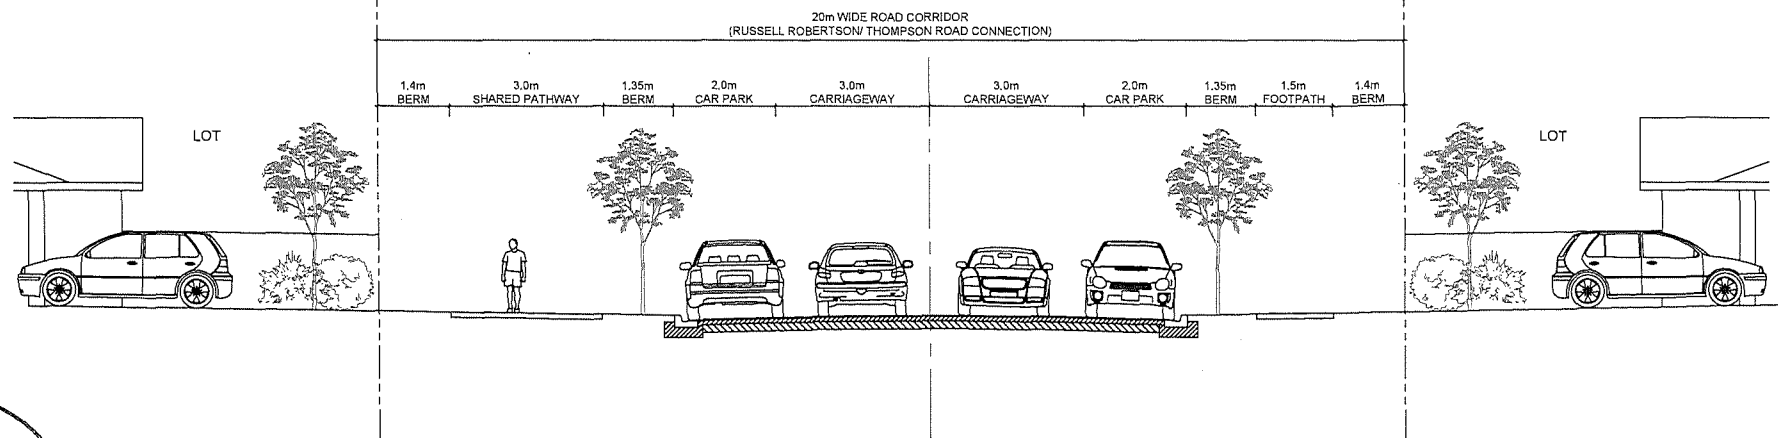 20m WIDE ROAD CORRIDOR
(RUSSELL ROBERTSON/ THOMPSON ROAD CONNECTION)
1.4m
BERM
3.0m
SHARED PATHWAY
1.35m
BERM
2.0m
CAR PARK
3.0m
CARRIAGEWAY
3.0m
CARRIAGEWAY
2.0m
CAR PARK
1.35m
BERM
1.5m
FOOTPATH
1.4m
BERM
LOT
LOT